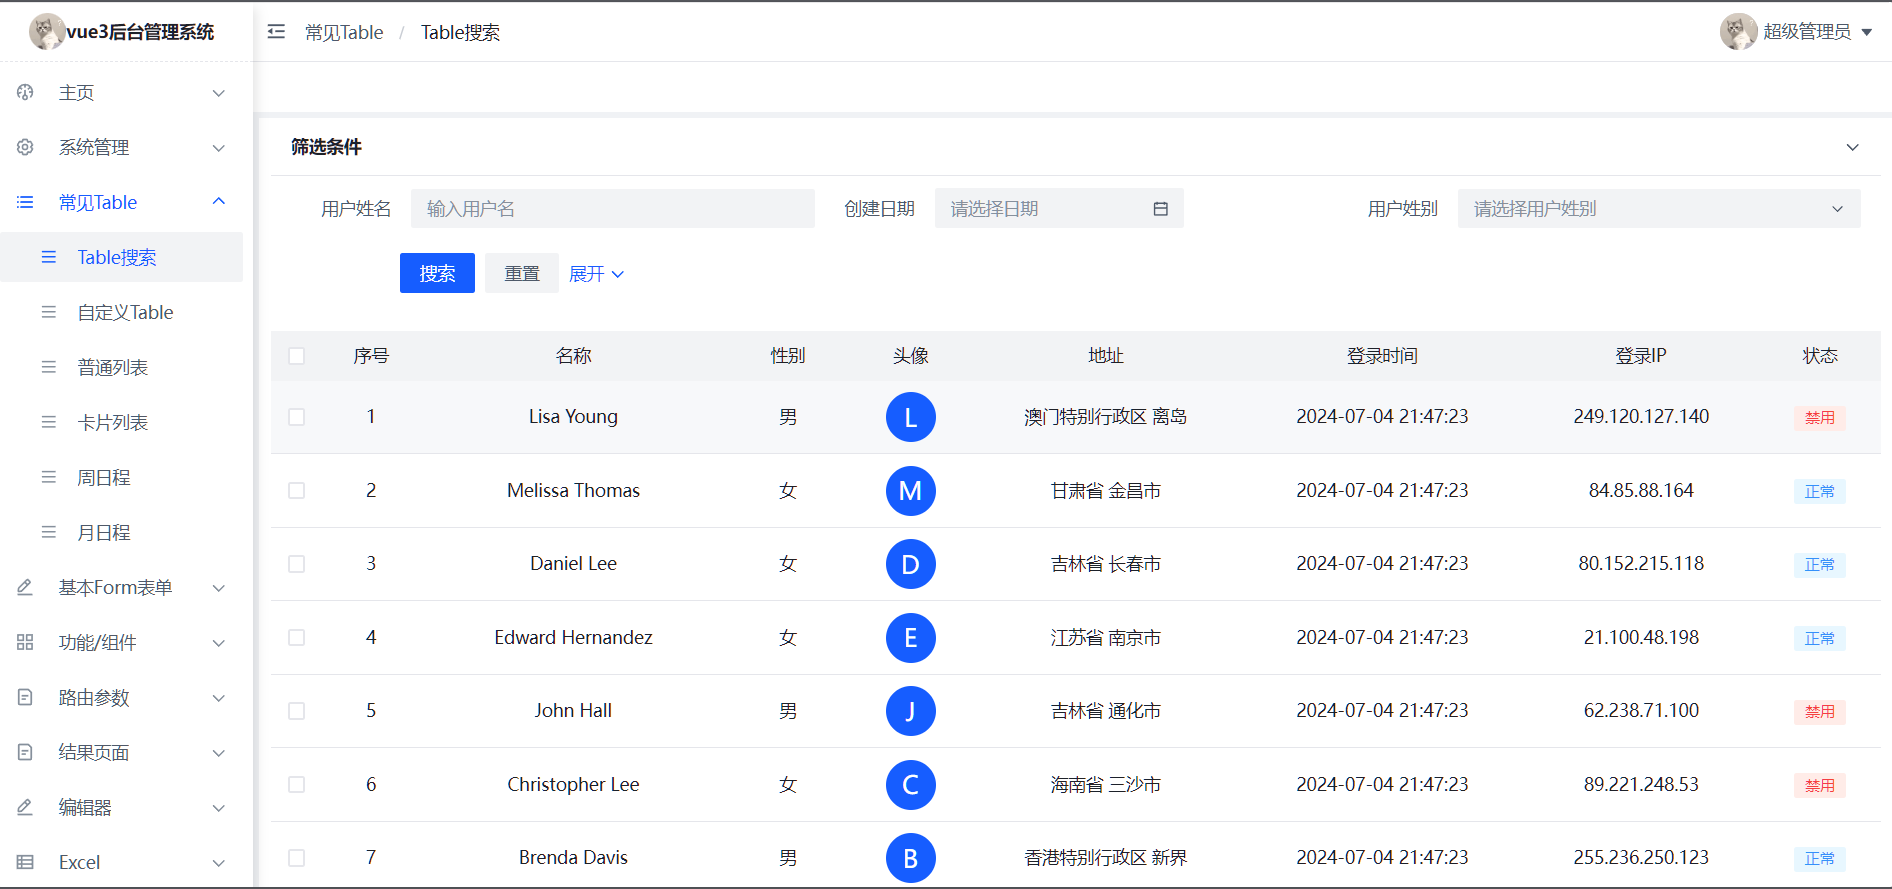 vue3后台管理系统
常见Table / Table搜索
超级管理员
主页
系统管理
常见Table
Table搜索
自定义Table
普通列表
卡片列表
周日程
月日程
基本Form表单
功能/组件
路由参数
结果页面
编辑器
Excel
筛选条件
用户姓名 输入用户名 创建日期 请选择日期 用户姓别 请选择用户姓别
搜索 重置 展开
序号 名称 性别 头像 地址 登录时间 登录IP 状态
1 Lisa Young 男 L 澳门特别行政区 离岛 2024-07-04 21:47:23 249.120.127.140 禁用
2 Melissa Thomas 女 M 甘肃省 金昌市 2024-07-04 21:47:23 84.85.88.164 正常
3 Daniel Lee 女 D 吉林省 长春市 2024-07-04 21:47:23 80.152.215.118 正常
4 Edward Hernandez 女 E 江苏省 南京市 2024-07-04 21:47:23 21.100.48.198 正常
5 John Hall 男 J 吉林省 通化市 2024-07-04 21:47:23 62.238.71.100 禁用
6 Christopher Lee 女 C 海南省 三沙市 2024-07-04 21:47:23 89.221.248.53 禁用
7 Brenda Davis 男 B 香港特别行政区 新界 2024-07-04 21:47:23 255.236.250.123 正常